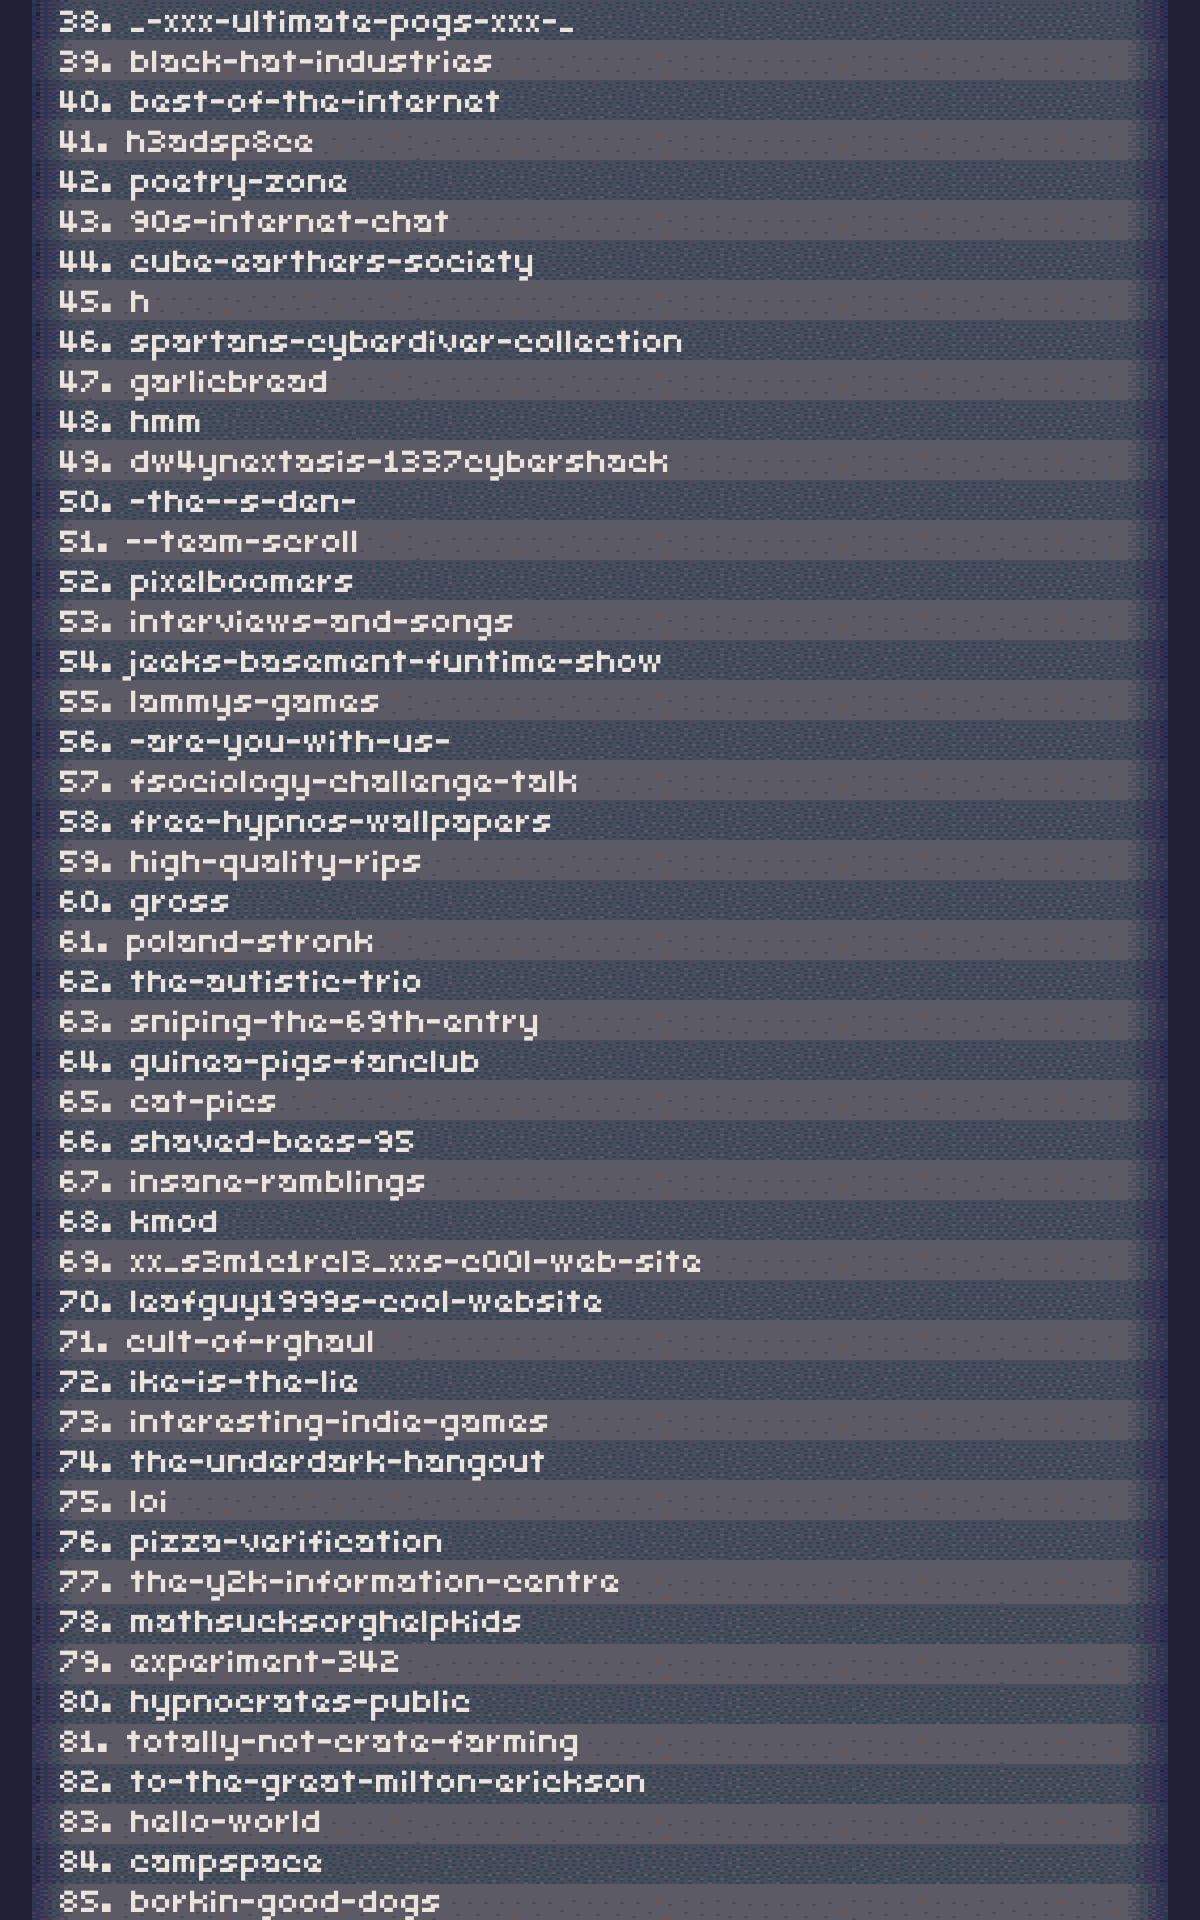 38. _-xxx-ultimate-pogs-xxx-_
39. black-hat-industries
40. best-of-the-internet
41. h3adsp8ce
42. poetry-zone
43. 90s-internet-chat
44. cube-earthers-society
45. h
46. spartans-cyberdiver-collection
47. garlicbread
48. hmm
49. dw4ynextasis-1337cybershack
50. -the--s-den-
51. --team-scroll
52. pixelboomers
53. interviews-and-songs
54. jeeks-basement-funtime-show
55. lammys-games
56. -are-you-with-us-
57. fsociology-challenge-talk
58. free-hypnos-wallpapers
59. high-quality-rips
60. gross
61. poland-stronk
62. the-autistic-trio
63. sniping-the-69th-entry
64. guinea-pigs-fanclub
65. cat-pics
66. shaved-bees-95
67. insane-ramblings
68. kmod
69. xx_s3m1c1rcl3_xxs-c00l-web-site
70. leafguy1999s-cool-website
71. cult-of-rghaul
72. ike-is-the-lie
73. interesting-indie-games
74. the-underdark-hangout
75. loi
76. pizza-verification
77. the-y2k-information-centre
78. mathsucksorghelpkids
79. experiment-342
80. hypnocrates-public
81. totally-not-crate-farming
82. to-the-great-milton-erickson
83. hello-world
84. campspace
85. borkin-good-dogs